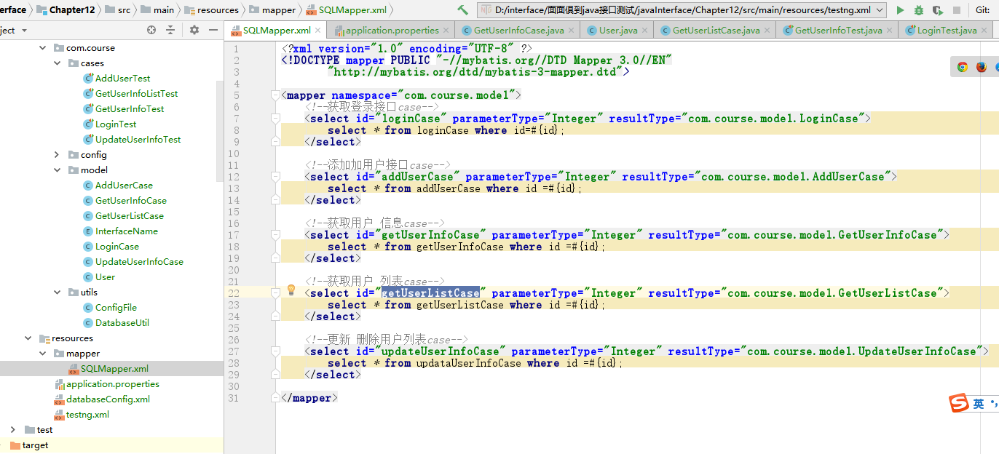 erface Chapter12 src main resources mapper SQLMapper.xml D:/interface/面面俱到java接口测试/javaInterface/Chapter12/src/main/resources/testng.xml Git:
ject SQLMapper.xml application.properties GetUserInfoCase.java User.java GetUserListCase.java GetUserInfoTest.java LoginTest.java
com.course
cases
AddUserTest
GetUserInfoListTest
GetUserInfoTest
LoginTest
UpdateUserInfoTest
config
model
AddUserCase
GetUserInfoCase
GetUserListCase
InterfaceName
LoginCase
UpdateUserInfoCase
User
utils
ConfigFile
DatabaseUtil
resources
mapper
SQLMapper.xml
application.properties
databaseConfig.xml
testng.xml
test
target
1 <?xml version="1.0" encoding="UTF-8" ?>
2 <!DOCTYPE mapper PUBLIC "-//mybatis.org//DTD Mapper 3.0//EN"
3 "http://mybatis.org/dtd/mybatis-3-mapper.dtd">
4
5 <mapper namespace="com.course.model">
6 <!--获取登录接口case-->
7 <select id="loginCase" parameterType="Integer" resultType="com.course.model.LoginCase">
8 select * from loginCase where id=#{id};
9 </select>
10
11 <!--添加加用户接口case-->
12 <select id="addUserCase" parameterType="Integer" resultType="com.course.model.AddUserCase">
13 select * from addUserCase where id =#{id};
14 </select>
15
16 <!--获取用户 信息case-->
17 <select id="getUserInfoCase" parameterType="Integer" resultType="com.course.model.GetUserInfoCase">
18 select * from getUserInfoCase where id =#{id};
19 </select>
20
21 <!--获取用户 列表case-->
22 <select id="getUserListCase" parameterType="Integer" resultType="com.course.model.GetUserListCase">
23 select * from getUserListCase where id =#{id};
24 </select>
25
26 <!--更新 删除用户列表case-->
27 <select id="updateUserInfoCase" parameterType="Integer" resultType="com.course.model.UpdateUserInfoCase">
28 select * from updataUserInfoCase where id =#{id};
29 </select>
30
31 </mapper>
英